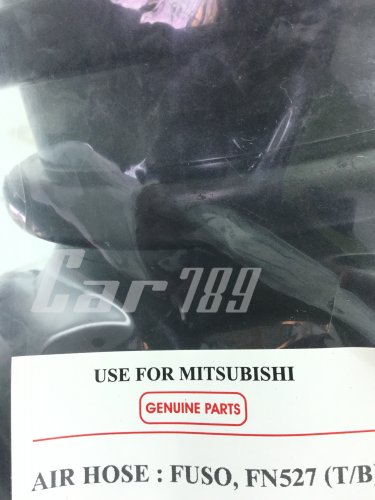 Car 789
USE FOR MITSUBISHI
GENUINE PARTS
AIR HOSE : FUSO, FN527 (T/B)